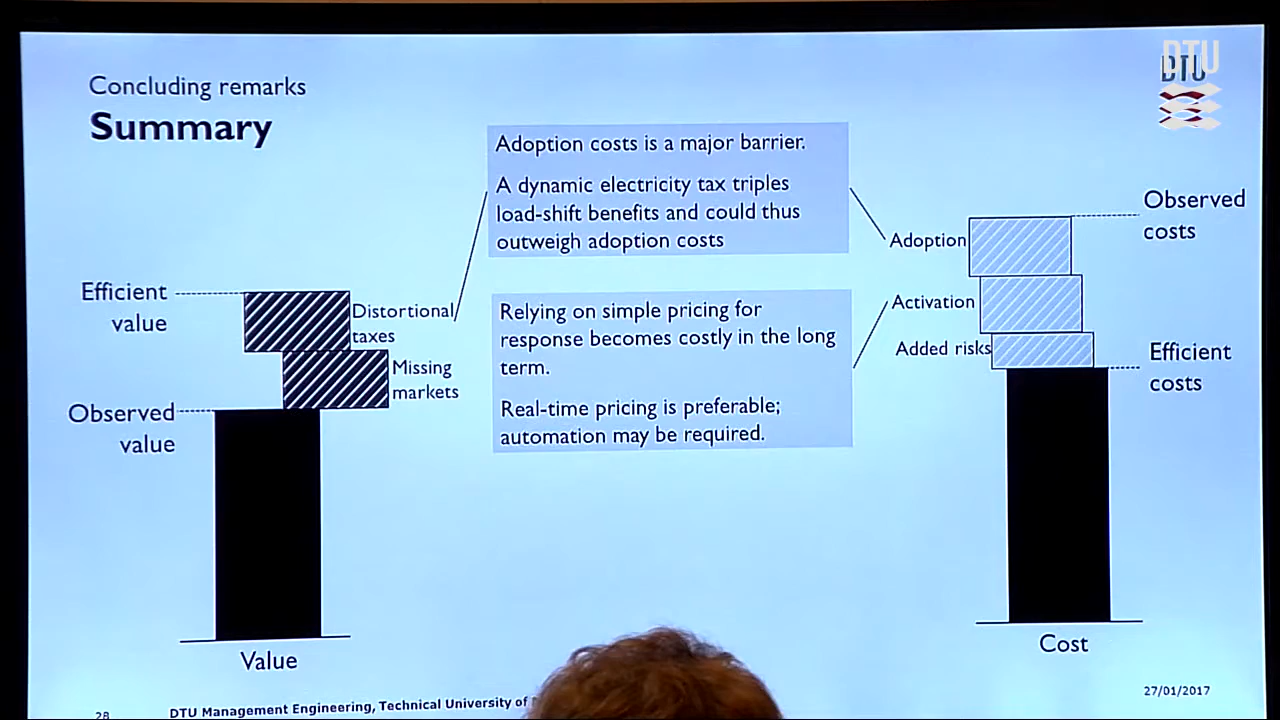 Concluding remarks
Summary
DTU
DTU
Adoption costs is a major barrier.
A dynamic electricity tax triples
load-shift benefits and could thus
outweigh adoption costs
Relying on simple pricing for
response becomes costly in the long
term.
Real-time pricing is preferable;
automation may be required.
Efficient
value
Distortional
taxes
Missing
markets
Observed
value
Value
Observed
costs
Adoption
Activation
Added risks
Efficient
costs
Cost
28
DTU Management Engineering, Technical University of
27/01/2017